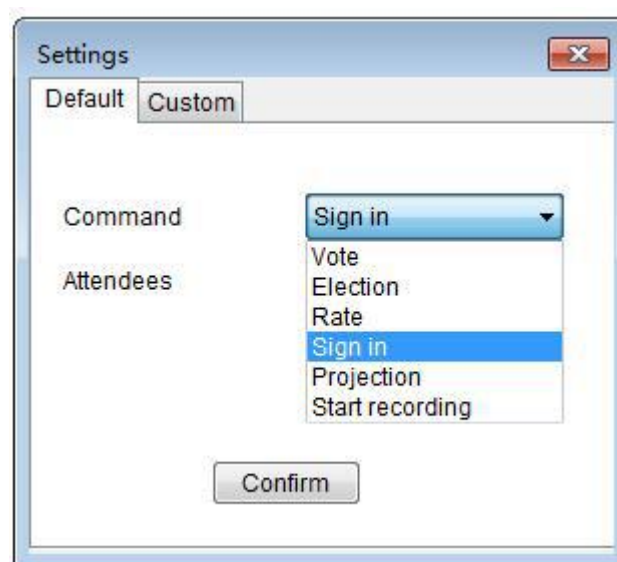 Settings
Default Custom
Command Sign in
Vote
Attendees Election
Rate
Sign in
Projection
Start recording
Confirm